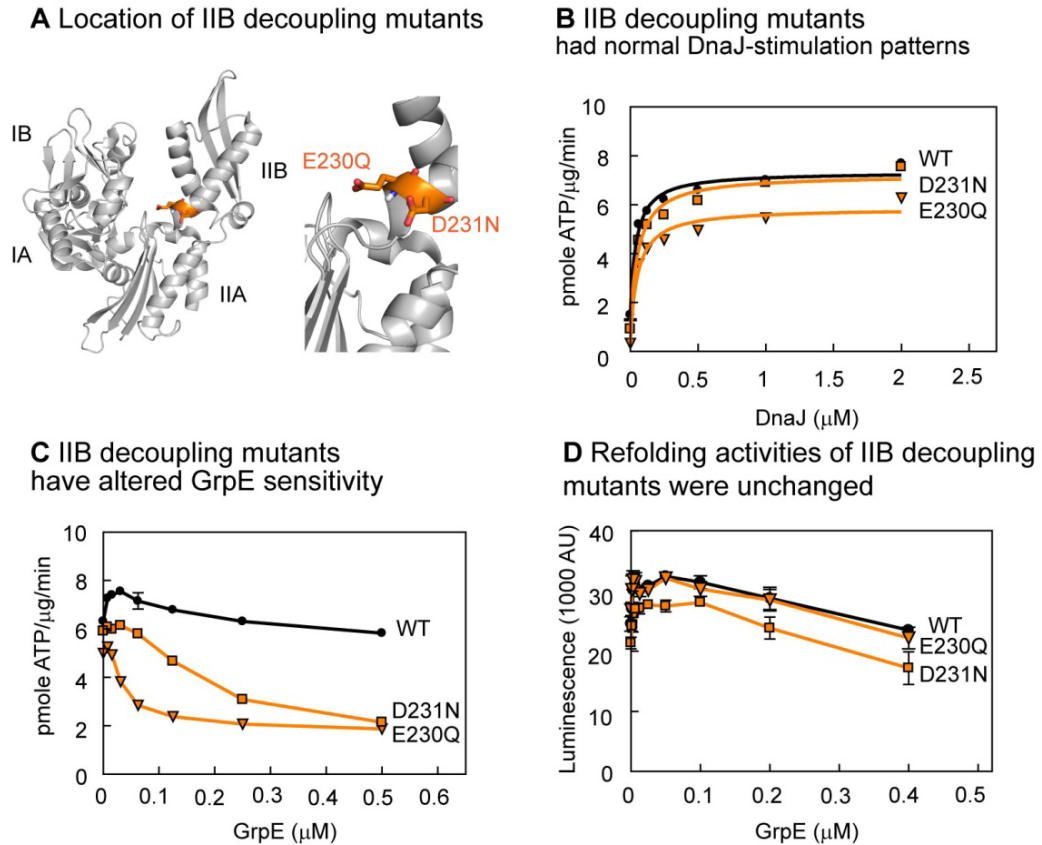 A Location of IIB decoupling mutants
IB
IIB
IA
IIA
E230Q
D231N
B IIB decoupling mutants
had normal DnaJ-stimulation patterns
10
8
6
4
2
0
pmole ATP/μg/min
WT
D231N
E230Q
0 0.5 1 1.5 2 2.5
DnaJ (μM)
C IIB decoupling mutants
have altered GrpE sensitivity
10
8
6
4
2
0
pmole ATP/μg/min
WT
D231N
E230Q
0 0.1 0.2 0.3 0.4 0.5 0.6
GrpE (μM)
D Refolding activities of IIB decoupling
mutants were unchanged
40
30
20
10
0
Luminescence (1000 AU)
WT
E230Q
D231N
0 0.1 0.2 0.3 0.4 0.5
GrpE (μM)